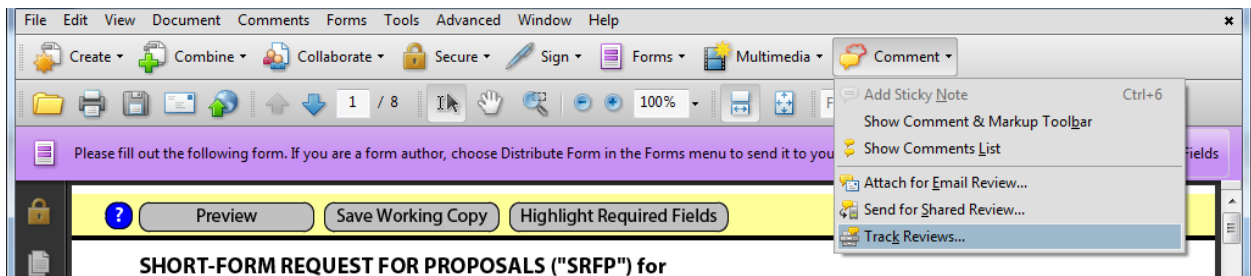 File Edit View Document Comments Forms Tools Advanced Window Help
Create Combine Collaborate Secure Sign Forms Multimedia Comment
1 / 8 100% F
Add Sticky Note Ctrl+6
Show Comment & Markup Toolbar
Show Comments List
Attach for Email Review...
Send for Shared Review...
Track Reviews...
Please fill out the following form. If you are a form author, choose Distribute Form in the Forms menu to send it to you
ields
? Preview Save Working Copy Highlight Required Fields
SHORT-FORM REQUEST FOR PROPOSALS ("SRFP") for